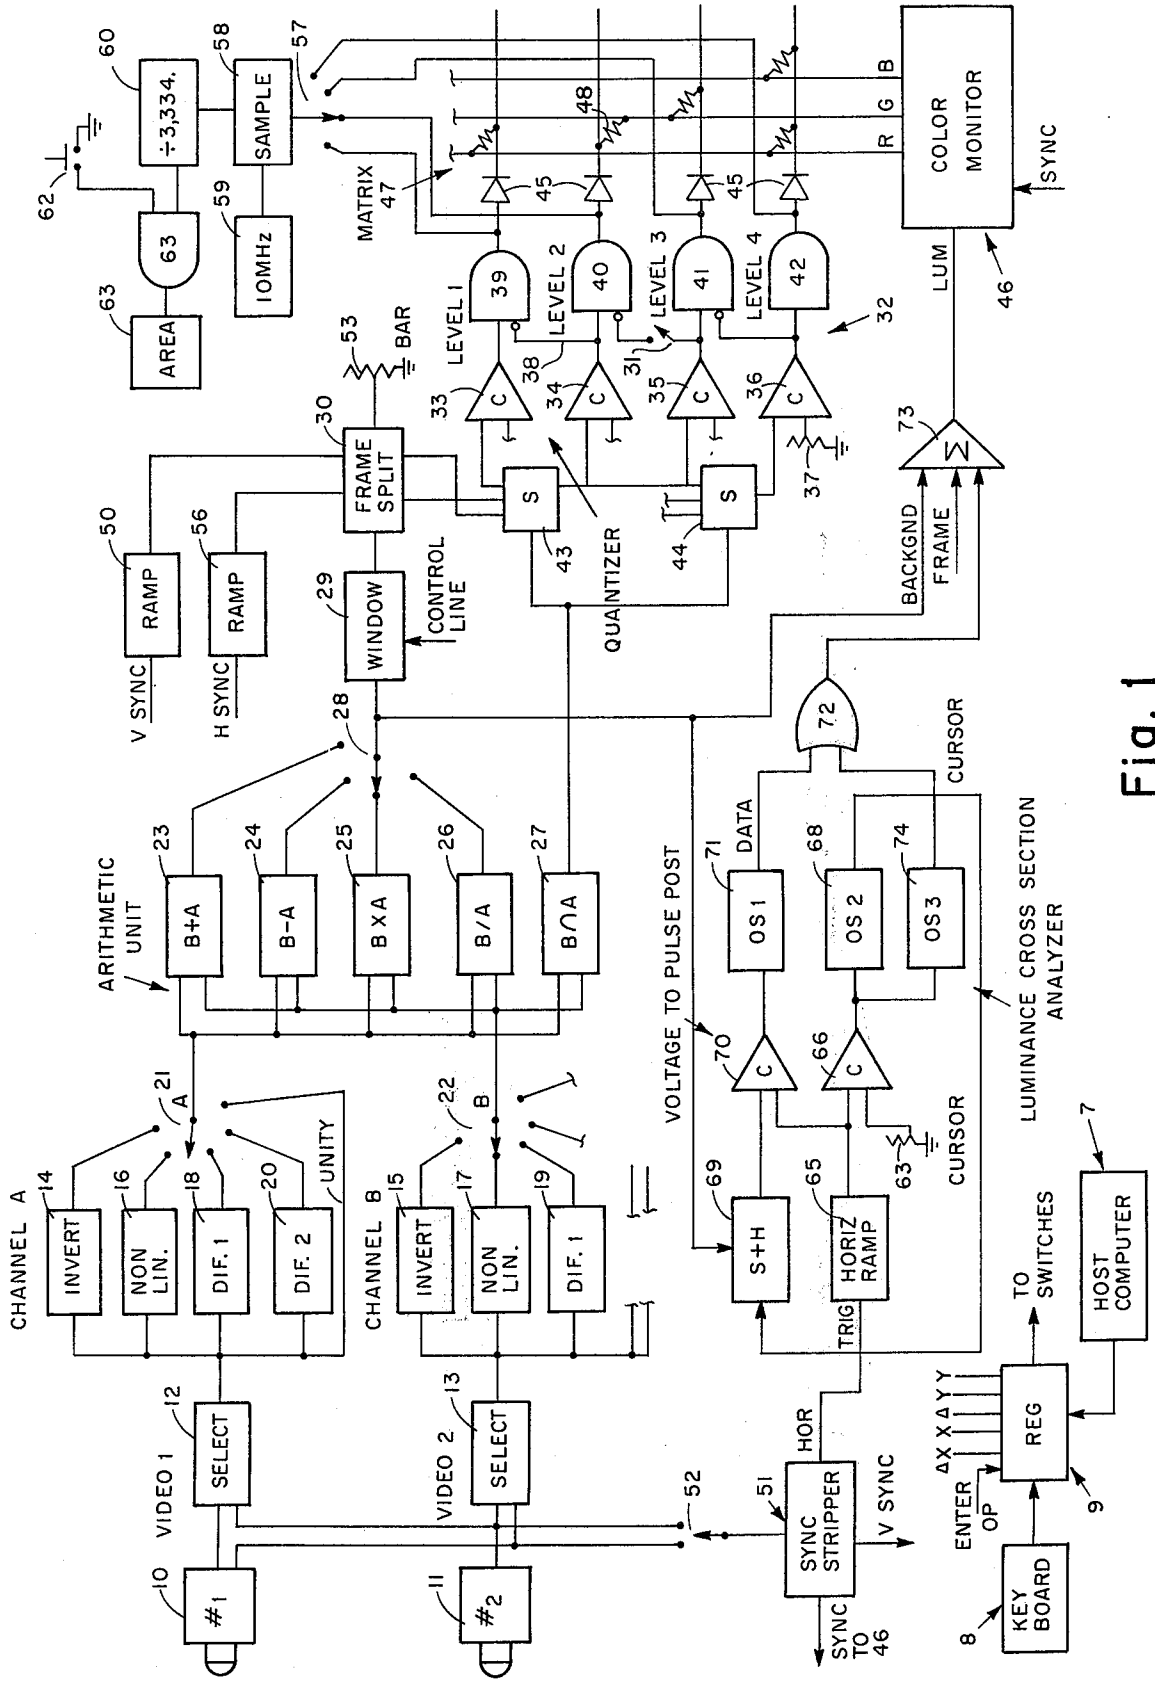 CHANNEL A
VIDEO 1
10
#1
12
SELECT
14
INVERT
16
NON
LIN.
18
DIF. 1
20
DIF. 2
UNITY
21
A
ARITHMETIC
UNIT
23
B+A
24
B-A
25
BXA
26
B/A
27
B∩A
28
V SYNC
50
RAMP
H SYNC
56
RAMP
29
WINDOW
CONTROL
LINE
30
FRAME
SPLIT
53
BAR
63
AREA
63
62
60
÷3,334.
59
10MHz
58
SAMPLE
57
CHANNEL B
VIDEO 2
11
#2
13
SELECT
15
INVERT
17
NON
LIN.
19
DIF. 1
22
B
QUANTIZER
43
S
44
S
33
C
34
C
35
C
36
C
37
38
31
LEVEL 1
39
LEVEL 2
40
LEVEL 3
41
LEVEL 4
42
32
MATRIX
47
45
45
48
R
G
B
COLOR
MONITOR
46
LUM
SYNC
52
51
SYNC
STRIPPER
HOR
V SYNC
SYNC
TO
46
TRIG
65
HORIZ
RAMP
69
S+H
63
CURSOR
VOLTAGE TO PULSE POST
70
C
66
C
71
OS 1
68
OS 2
74
OS 3
DATA
CURSOR
72
BACKGND
FRAME
73
Σ
LUMINANCE CROSS SECTION
ANALYZER
8
KEY
BOARD
ENTER
OP
ΔX X ΔY Y
REG
9
TO
SWITCHES
7
HOST
COMPUTER
Fig. 1